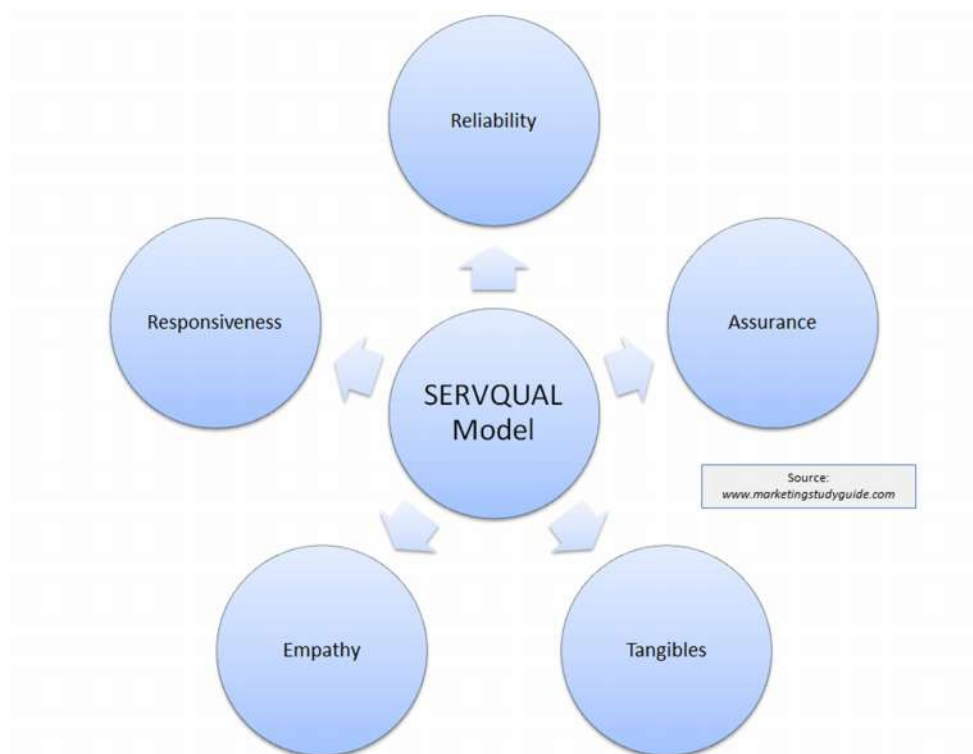 Reliability
Responsiveness
Assurance
SERVQUAL
Model
Source:
www.marketingstudyguide.com
Empathy
Tangibles